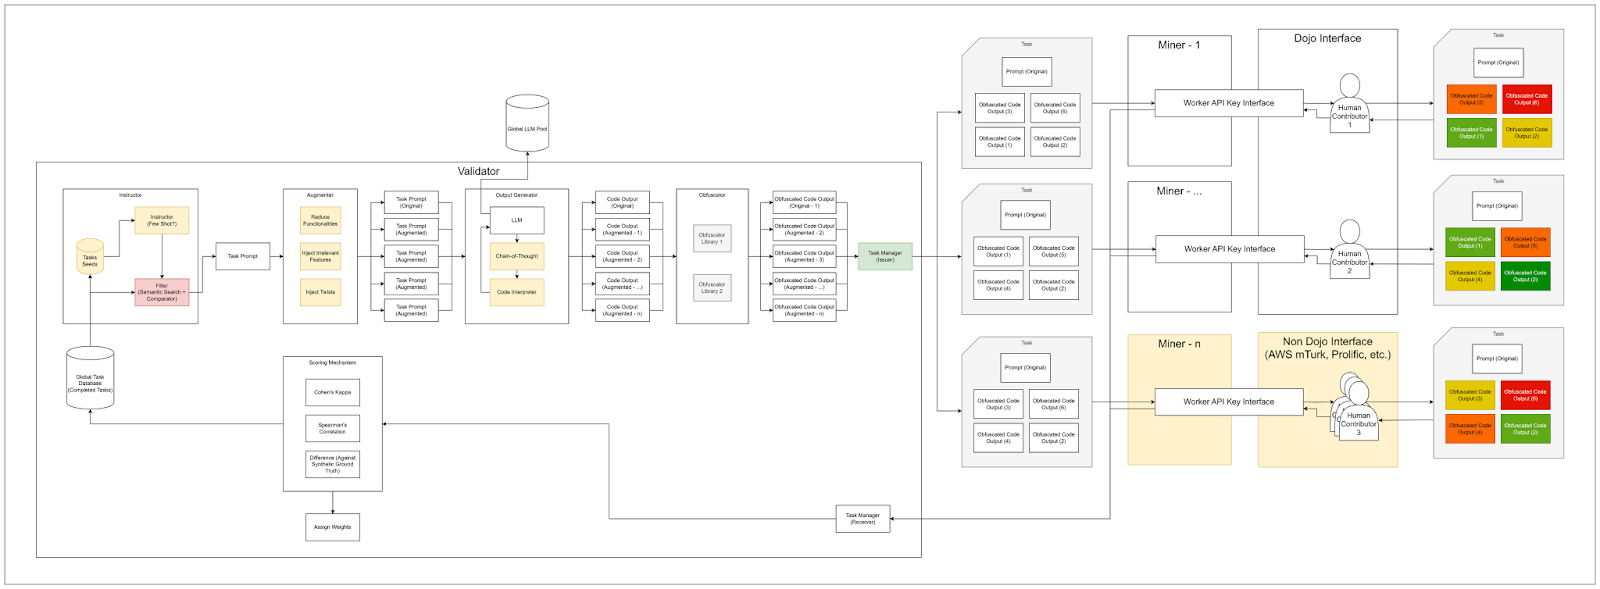 Validator
Global LLM Pool
Instructor
Instructor
(Few Shot?)
Tasks
Seeds
Filter
(Semantic Search +
Comparator)
Task Prompt
Augmenter
Reduce
Functionalities
Inject Irrelevant
Features
Inject Twists
Task Prompt
(Original)
Task Prompt
(Augmented)
Task Prompt
(Augmented)
Task Prompt
(Augmented)
Task Prompt
(Augmented)
Output Generator
LLM
Chain-of-Thought
Code Interpreter
Code Output
(Original)
Code Output
(Augmented - 1)
Code Output
(Augmented - 2)
Code Output
(Augmented - ...)
Code Output
(Augmented - n)
Obfuscator
Obfuscator
Library 1
Obfuscator
Library 2
Obfuscated Code Output
(Original - 1)
Obfuscated Code Output
(Augmented - 2)
Obfuscated Code Output
(Augmented - 3)
Obfuscated Code Output
(Augmented - ...)
Obfuscated Code Output
(Augmented - n)
Task Manager
(Issuer)
Global Task
Database
(Completed Tasks)
Scoring Mechanism
Cohen's Kappa
Spearman's
Correlation
Difference (Against
Synthetic Ground
Truth)
Assign Weights
Task Manager
(Receiver)
Task
Prompt (Original)
Obfuscated Code
Output (3)
Obfuscated Code
Output (6)
Obfuscated Code
Output (1)
Obfuscated Code
Output (2)
Task
Prompt (Original)
Obfuscated Code
Output (1)
Obfuscated Code
Output (5)
Obfuscated Code
Output (4)
Obfuscated Code
Output (2)
Task
Prompt (Original)
Obfuscated Code
Output (3)
Obfuscated Code
Output (6)
Obfuscated Code
Output (4)
Obfuscated Code
Output (2)
Miner - 1
Worker API Key Interface
Miner - ...
Worker API Key Interface
Miner - n
Worker API Key Interface
Dojo Interface
Human
Contributor
1
Human
Contributor
2
Non Dojo Interface
(AWS mTurk, Prolific, etc.)
Human
Contributor
3
Task
Prompt (Original)
Obfuscated Code
Output (3)
Obfuscated Code
Output (6)
Obfuscated Code
Output (1)
Obfuscated Code
Output (2)
Task
Prompt (Original)
Obfuscated Code
Output (1)
Obfuscated Code
Output (5)
Obfuscated Code
Output (4)
Obfuscated Code
Output (2)
Task
Prompt (Original)
Obfuscated Code
Output (3)
Obfuscated Code
Output (6)
Obfuscated Code
Output (4)
Obfuscated Code
Output (2)